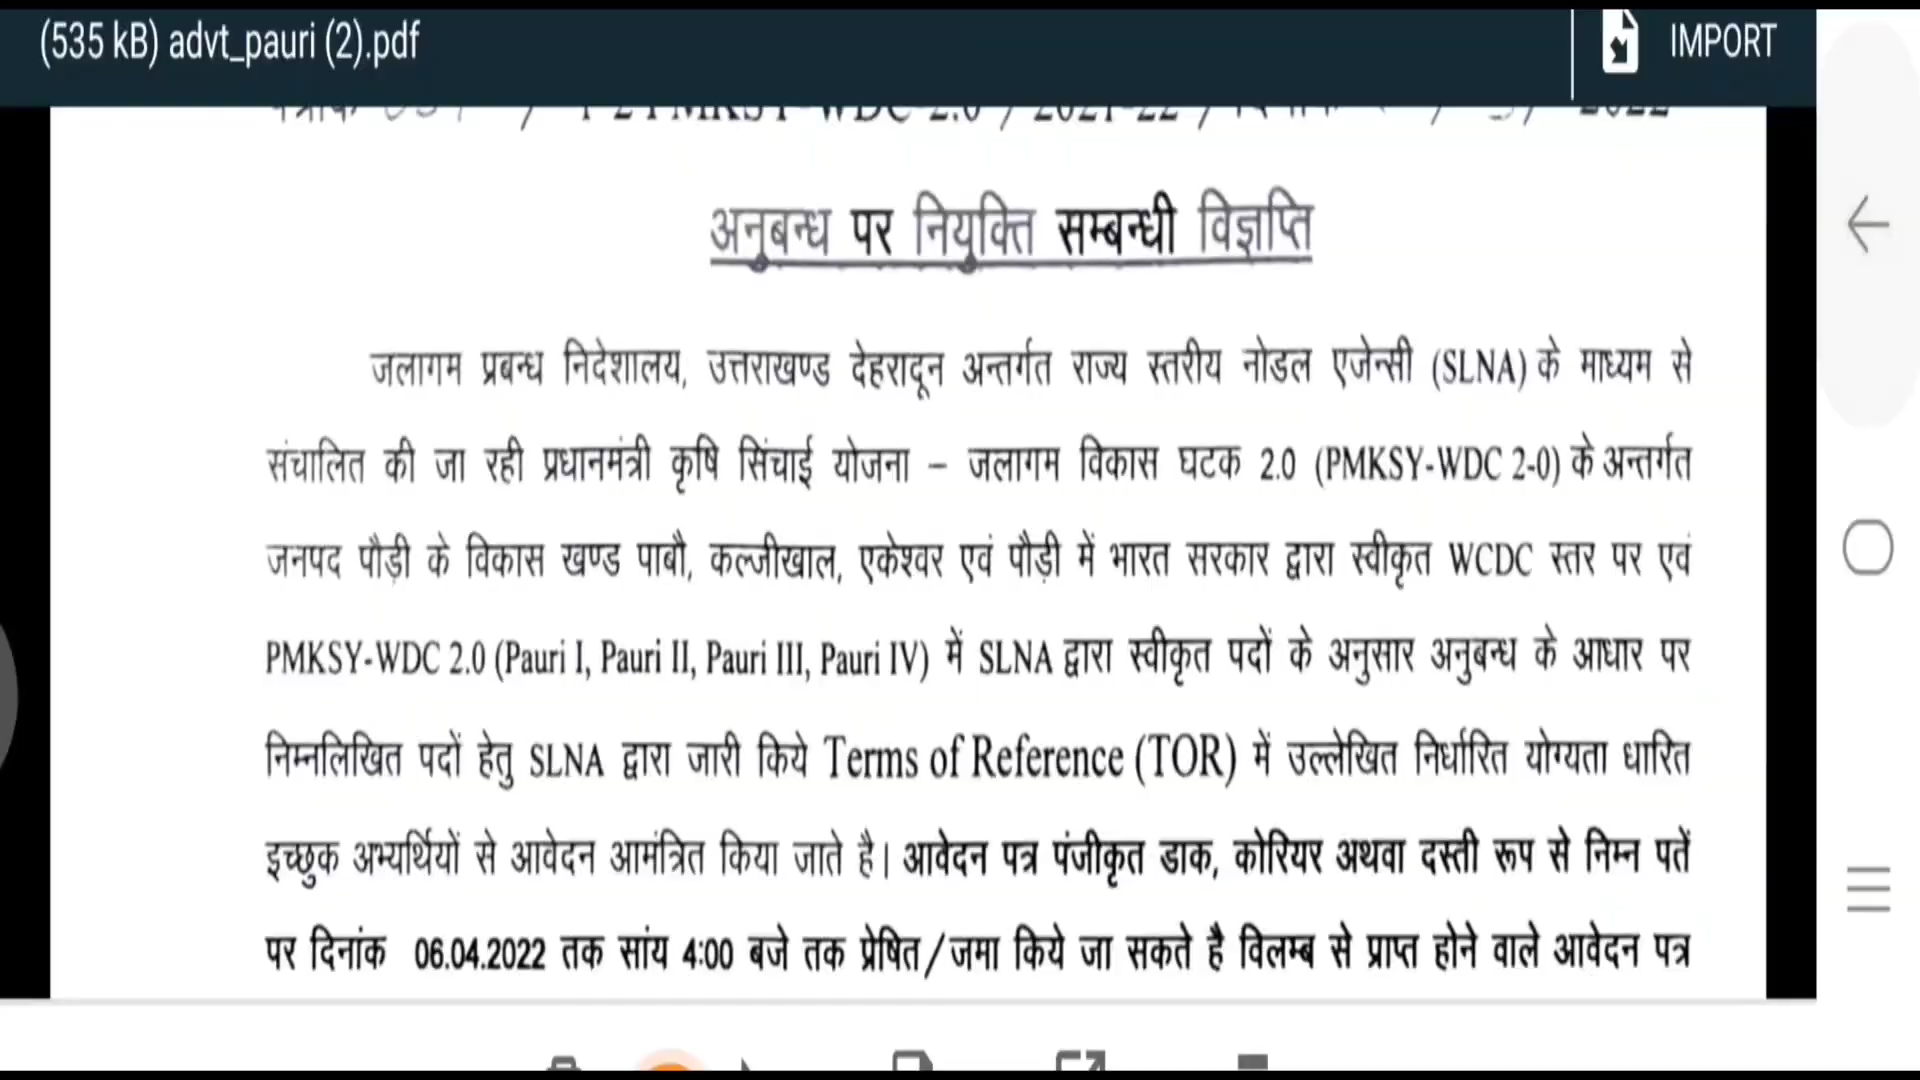 (535 kB) advt_pauri (2).pdf
IMPORT
अनुबन्ध पर नियुक्ति सम्बन्धी विज्ञप्ति
जलागम प्रबन्ध निदेशालय, उत्तराखण्ड देहरादून अन्तर्गत राज्य स्तरीय नोडल एजेन्सी (SLNA) के माध्यम से
संचालित की जा रही प्रधानमंत्री कृषि सिंचाई योजना – जलागम विकास घटक 2.0 (PMKSY-WDC 2-0) के अन्तर्गत
जनपद पौड़ी के विकास खण्ड पाबौ, कल्जीखाल, एकेश्वर एवं पौड़ी में भारत सरकार द्वारा स्वीकृत WCDC स्तर पर एवं
PMKSY-WDC 2.0 (Pauri I, Pauri II, Pauri III, Pauri IV) में SLNA द्वारा स्वीकृत पदों के अनुसार अनुबन्ध के आधार पर
निम्नलिखित पदों हेतु SLNA द्वारा जारी किये Terms of Reference (TOR) में उल्लेखित निर्धारित योग्यता धारित
इच्छुक अभ्यर्थियों से आवेदन आमंत्रित किया जाते है। आवेदन पत्र पंजीकृत डाक, कोरियर अथवा दस्ती रूप से निम्न पतें
पर दिनांक 06.04.2022 तक सांय 4:00 बजे तक प्रेषित/जमा किये जा सकते है विलम्ब से प्राप्त होने वाले आवेदन पत्र